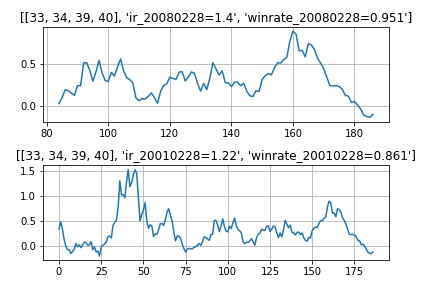 [[33, 34, 39, 40], 'ir_20080228=1.4', 'winrate_20080228=0.951']
0.5
0.0
80 100 120 140 160 180
[[33, 34, 39, 40], 'ir_20010228=1.22', 'winrate_20010228=0.861']
1.5
1.0
0.5
0.0
0 25 50 75 100 125 150 175